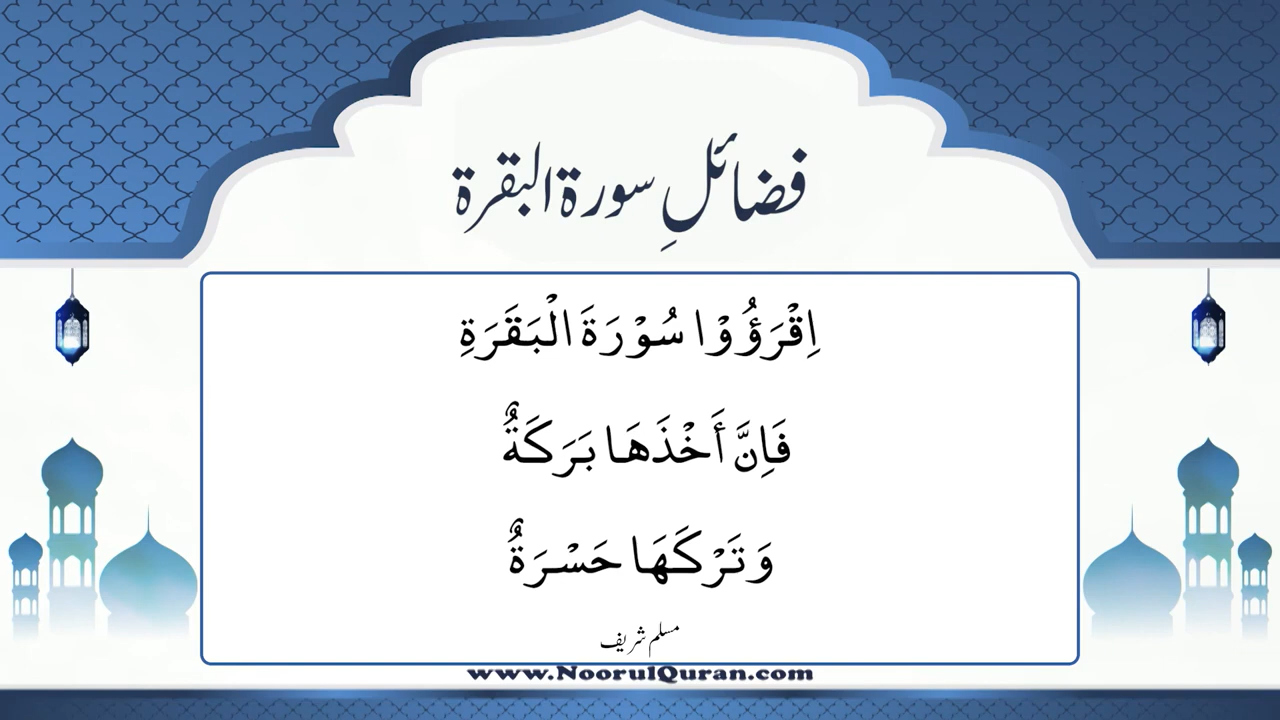 فضائلِ سورۃ البقرۃ
اِقْرَؤُوْا سُوْرَةَ الْبَقَرَةِ
فَاِنَّ أَخْذَهَا بَرَكَةٌ
وَتَرْكَهَا حَسْرَةٌ
مسلم شریف
www.NoorulQuran.com